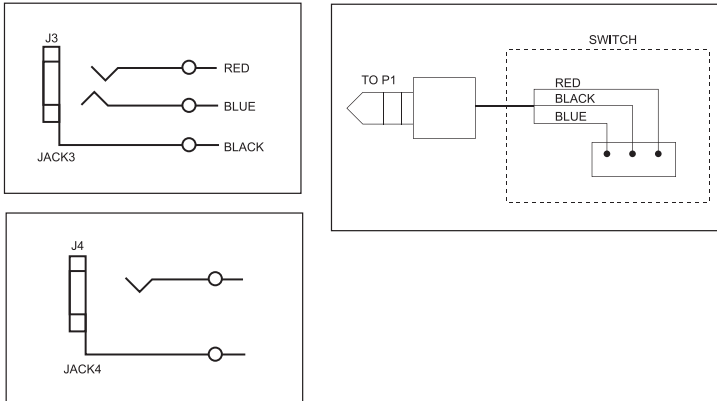 J3
RED
BLUE
BLACK
JACK3
J4
JACK4
SWITCH
TO P1
RED
BLACK
BLUE